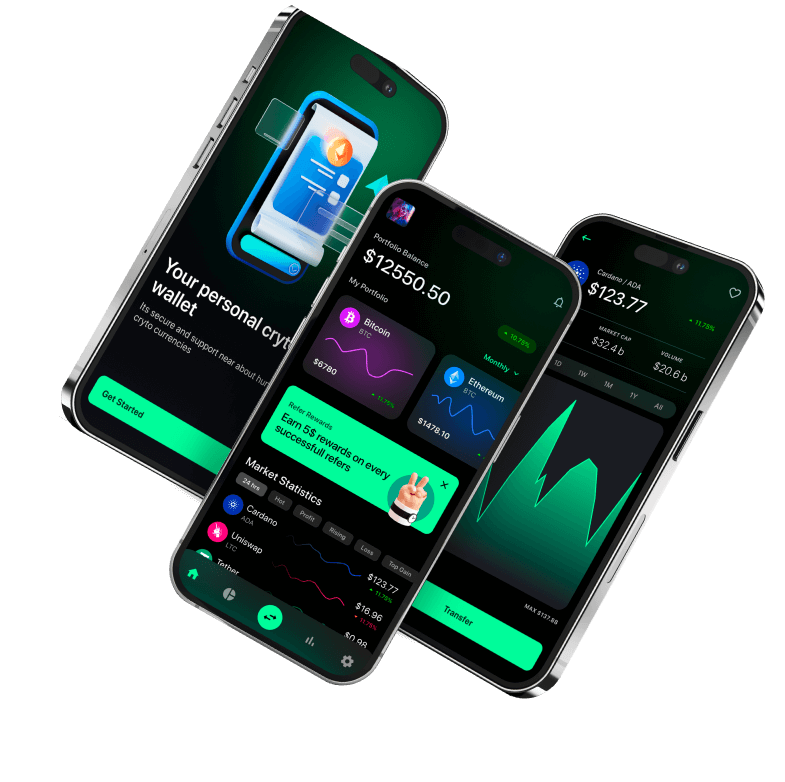 Your personal cryt
wallet
Its secure and support near about hun
cryto currencies
Get Started
Portfolio Balance
$12550.50
10.75%
My Portfolio
Monthly
Bitcoin
BTC
$6780
11.75%
Ethereum
BTC
$1478.10
Refer Rewards
Earn 5$ rewards on every
successfull refers
Market Statistics
24 hrs
Hot
Profit
Rising
Loss
Top Gain
Cardano
ADA
$123.77
11.75%
Uniswap
LTC
$16.96
11.75%
Tether
$0.98
Cardano / ADA
$123.77
11.75%
MARKET CAP
$32.4 b
VOLUME
$20.6 b
1D
1W
1M
1Y
All
MAX $137.88
Transfer